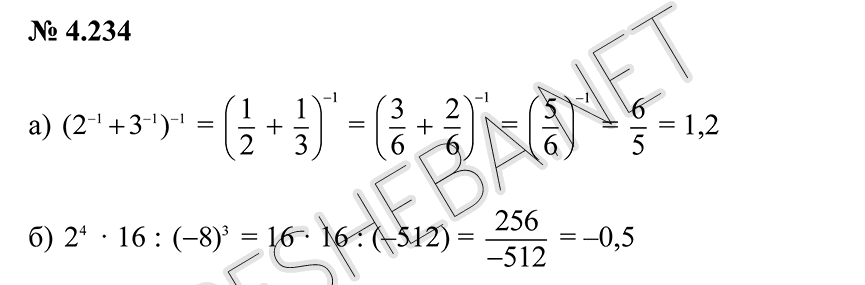 № 4.234
а) (2⁻¹ + 3⁻¹)⁻¹ = (1/2 + 1/3)⁻¹ = (3/6 + 2/6)⁻¹ = (5/6)⁻¹ = 6/5 = 1,2
б) 2⁴ · 16 : (–8)³ = 16 · 16 : (–512) = 256/–512 = –0,5
ESHEBA.NET